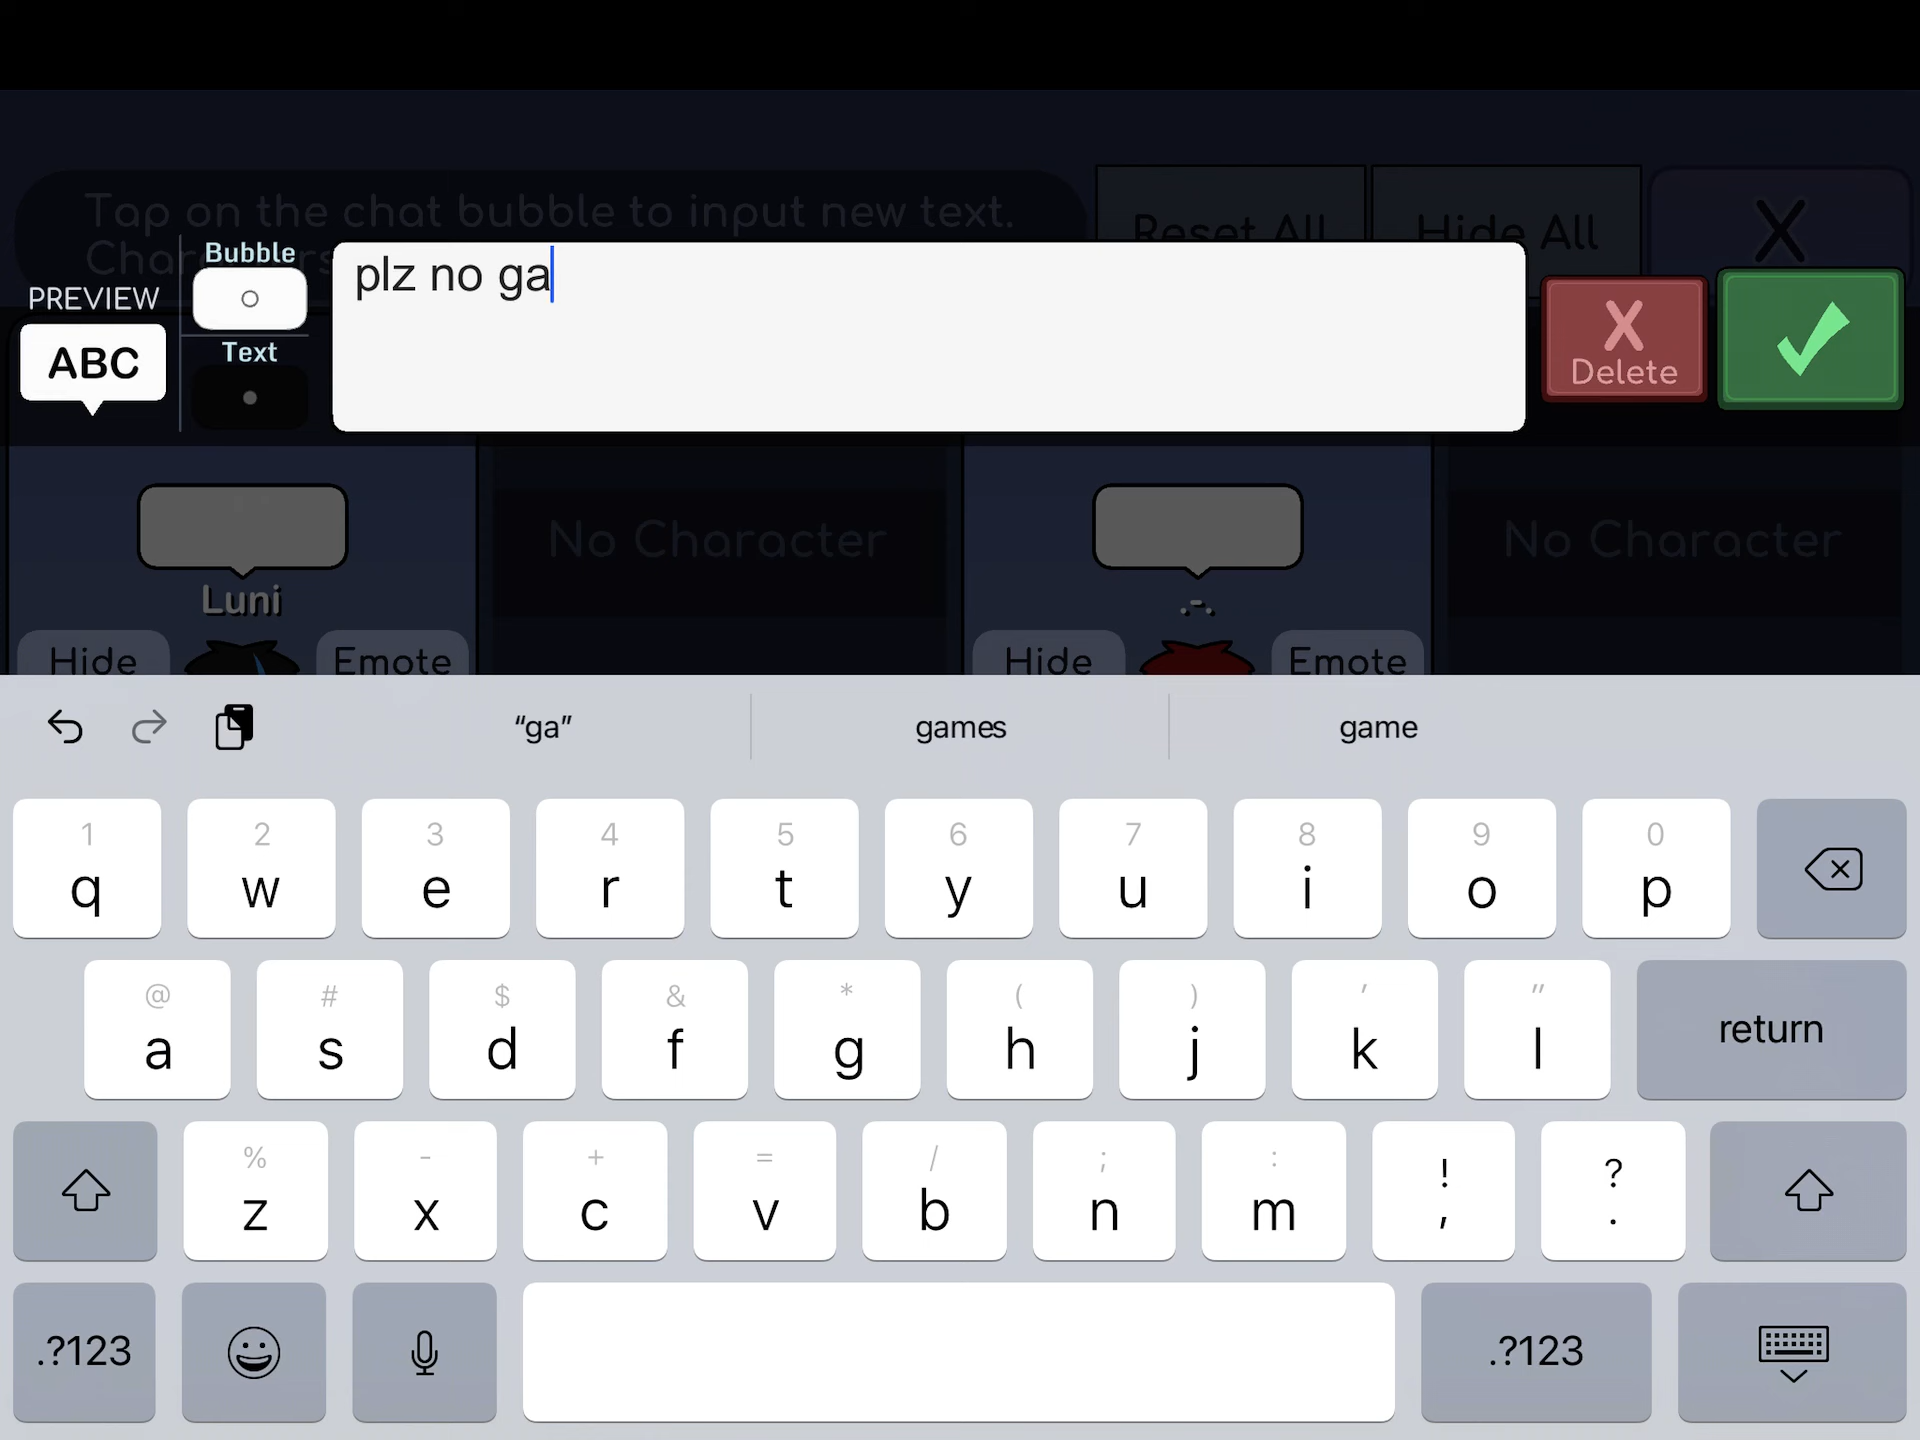 Tap on the chat bubble to input new text.
Reset All
Hide All
X
Bubble
plz no ga
PREVIEW
ABC
Text
X
Delete
No Character
No Character
Luni
.-.
Hide
Emote
Hide
Emote
“ga”
games
game
1 2 3 4 5 6 7 8 9 0
q w e r t y u i o p
@ # $ & * ( ) ' "
a s d f g h j k l
return
% - + = / ; : ! ?
z x c v b n m , .
.?123
.?123